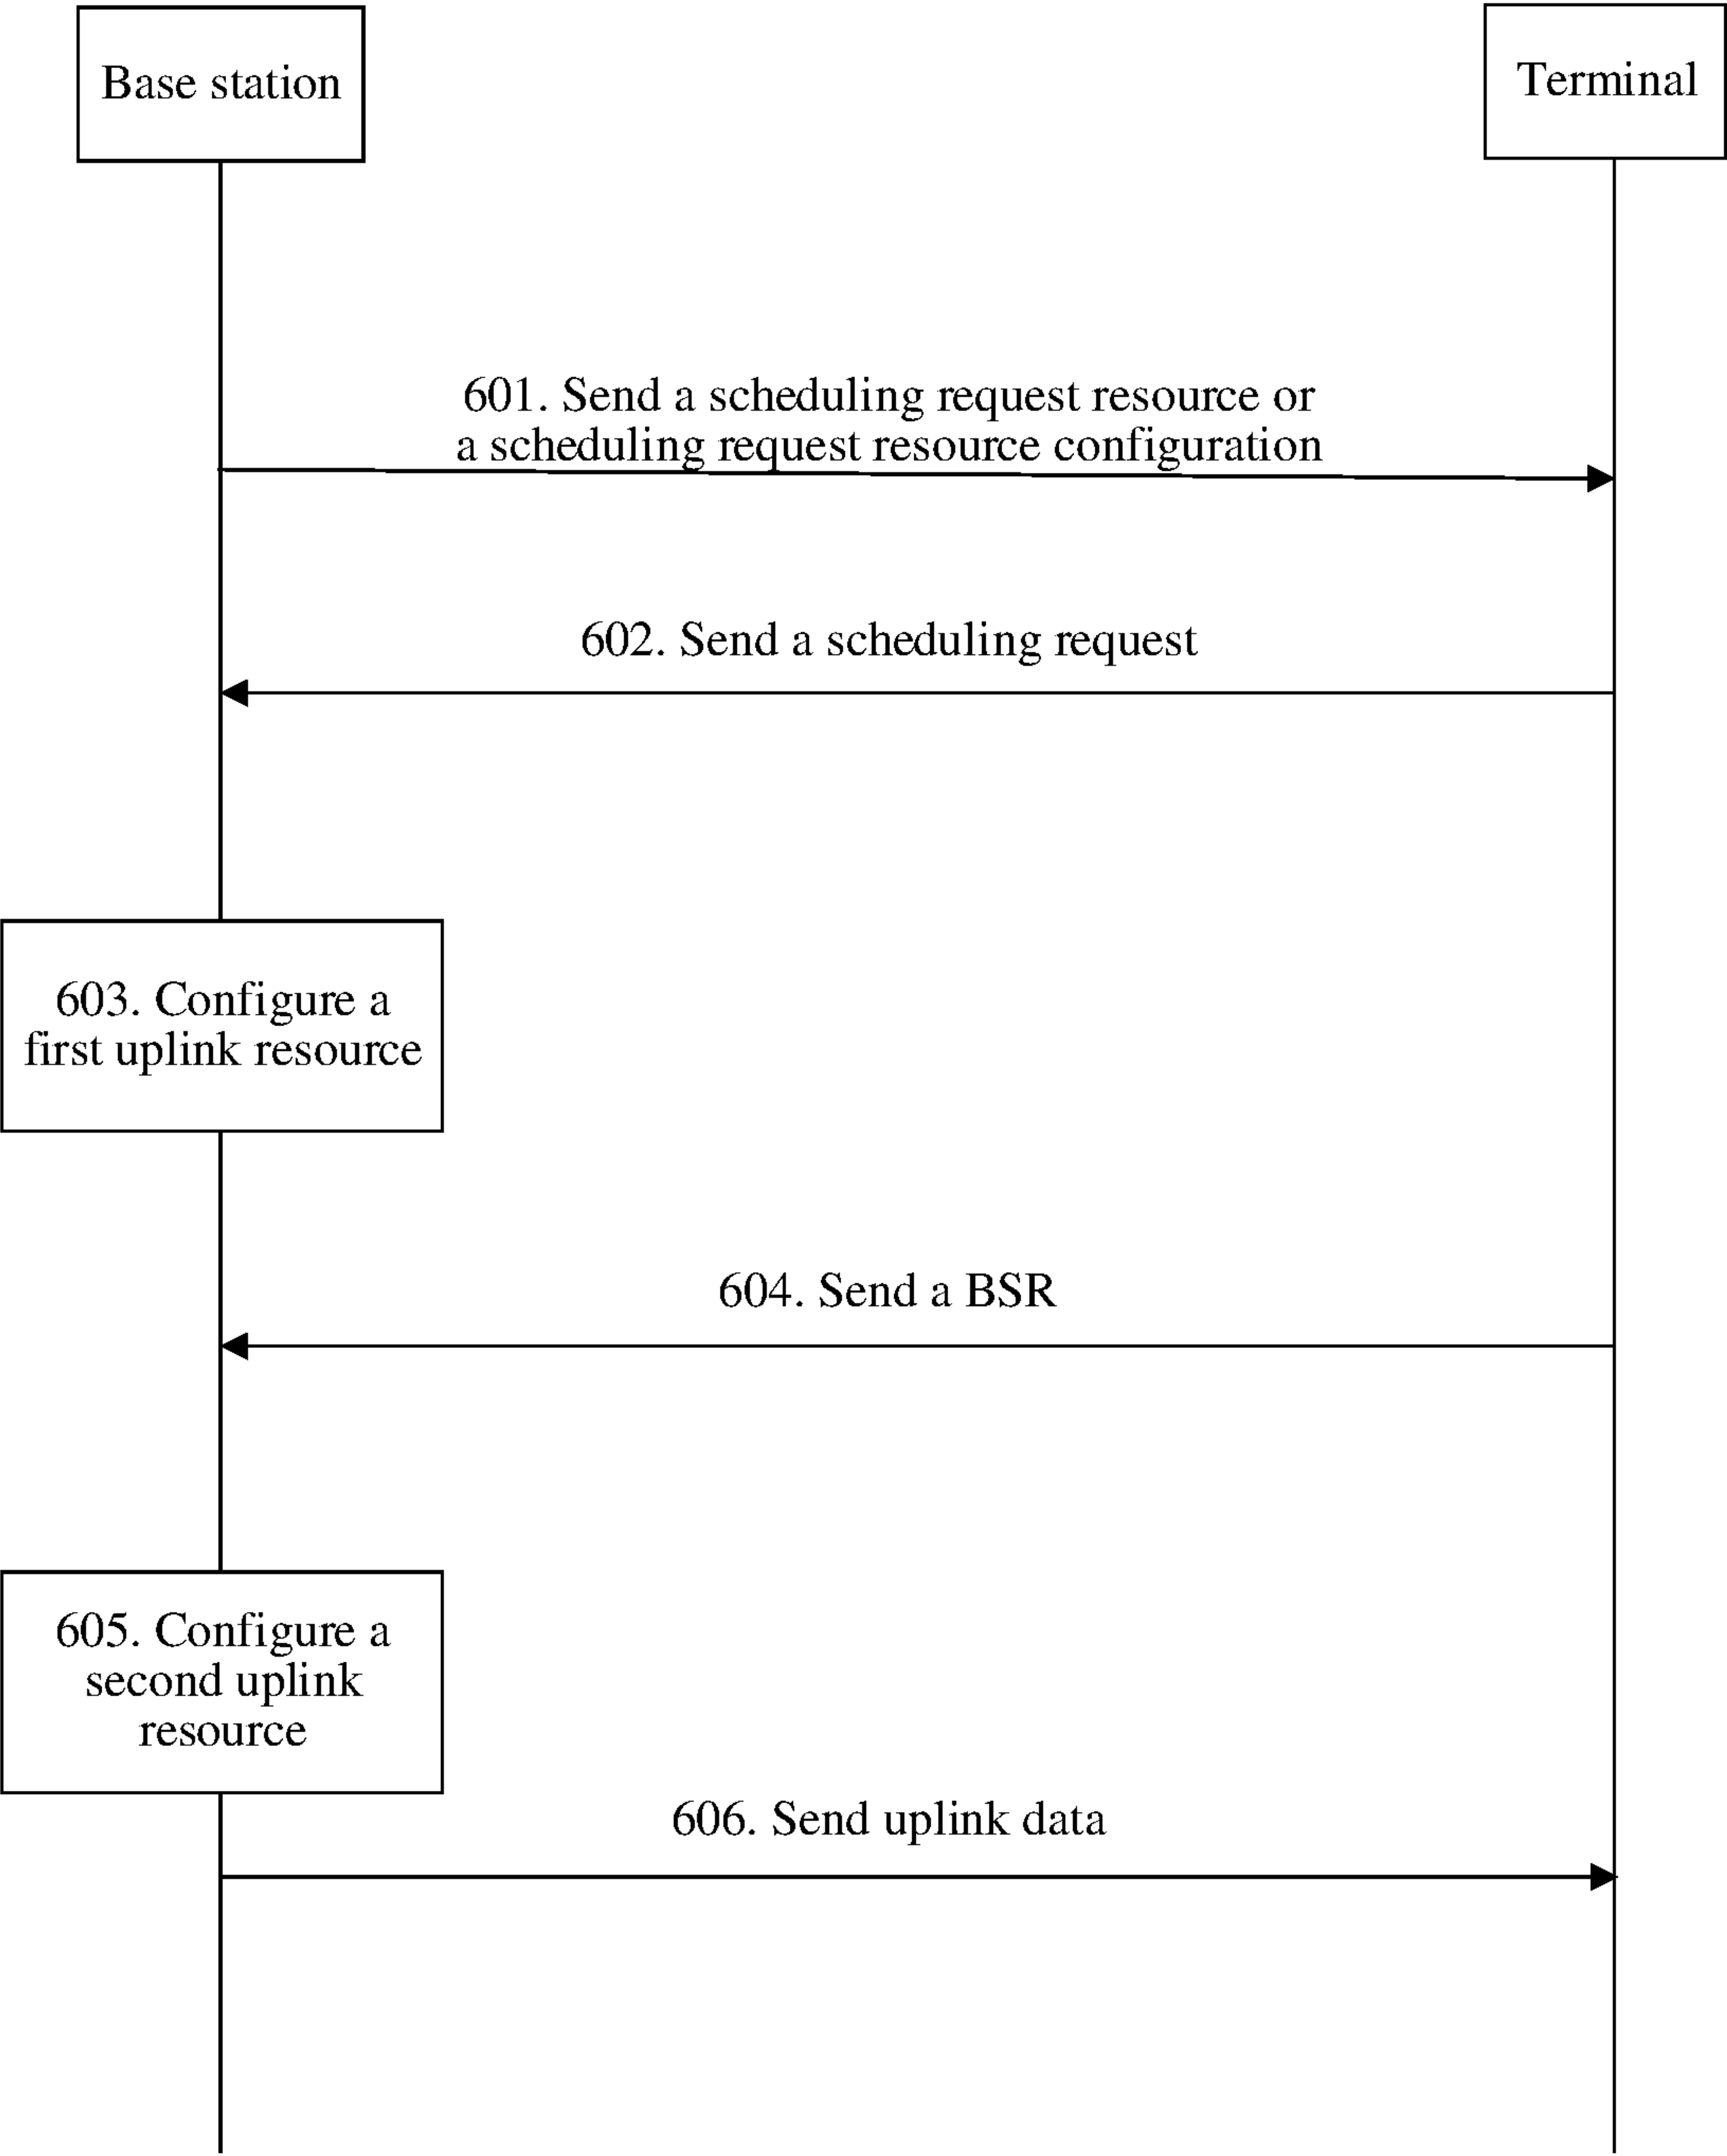 Base station
Terminal
601. Send a scheduling request resource or
a scheduling request resource configuration
602. Send a scheduling request
603. Configure a
first uplink resource
604. Send a BSR
605. Configure a
second uplink
resource
606. Send uplink data